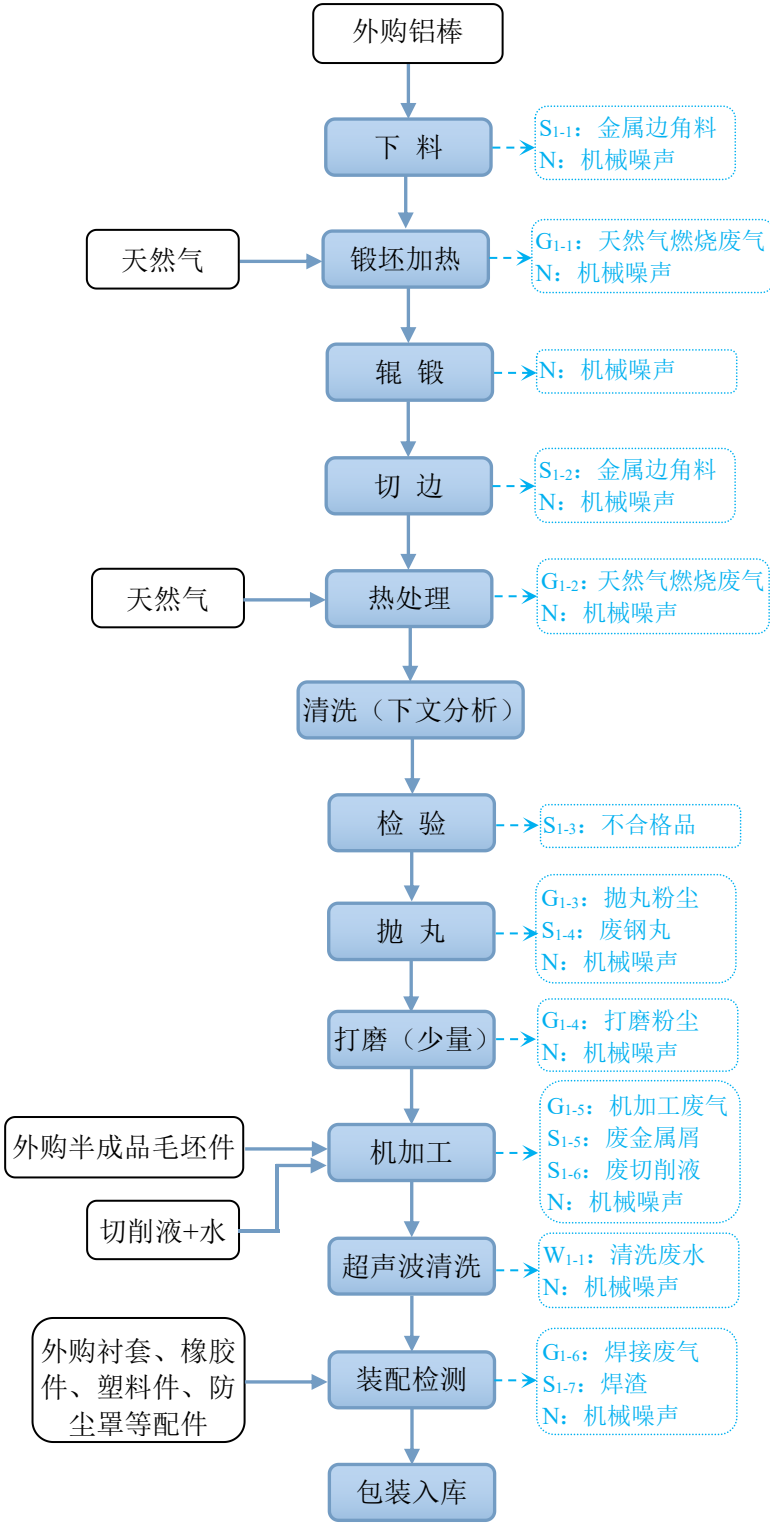 外购铝棒
下 料
S1-1：金属边角料
N：机械噪声
天然气
锻坯加热
G1-1：天然气燃烧废气
N：机械噪声
辊 锻
N：机械噪声
切 边
S1-2：金属边角料
N：机械噪声
天然气
热处理
G1-2：天然气燃烧废气
N：机械噪声
清洗（下文分析）
检 验
S1-3：不合格品
抛 丸
G1-3：抛丸粉尘
S1-4：废钢丸
N：机械噪声
打磨（少量）
G1-4：打磨粉尘
N：机械噪声
外购半成品毛坯件
切削液+水
机加工
G1-5：机加工废气
S1-5：废金属屑
S1-6：废切削液
N：机械噪声
超声波清洗
W1-1：清洗废水
N：机械噪声
外购衬套、橡胶
件、塑料件、防
尘罩等配件
装配检测
G1-6：焊接废气
S1-7：焊渣
N：机械噪声
包装入库